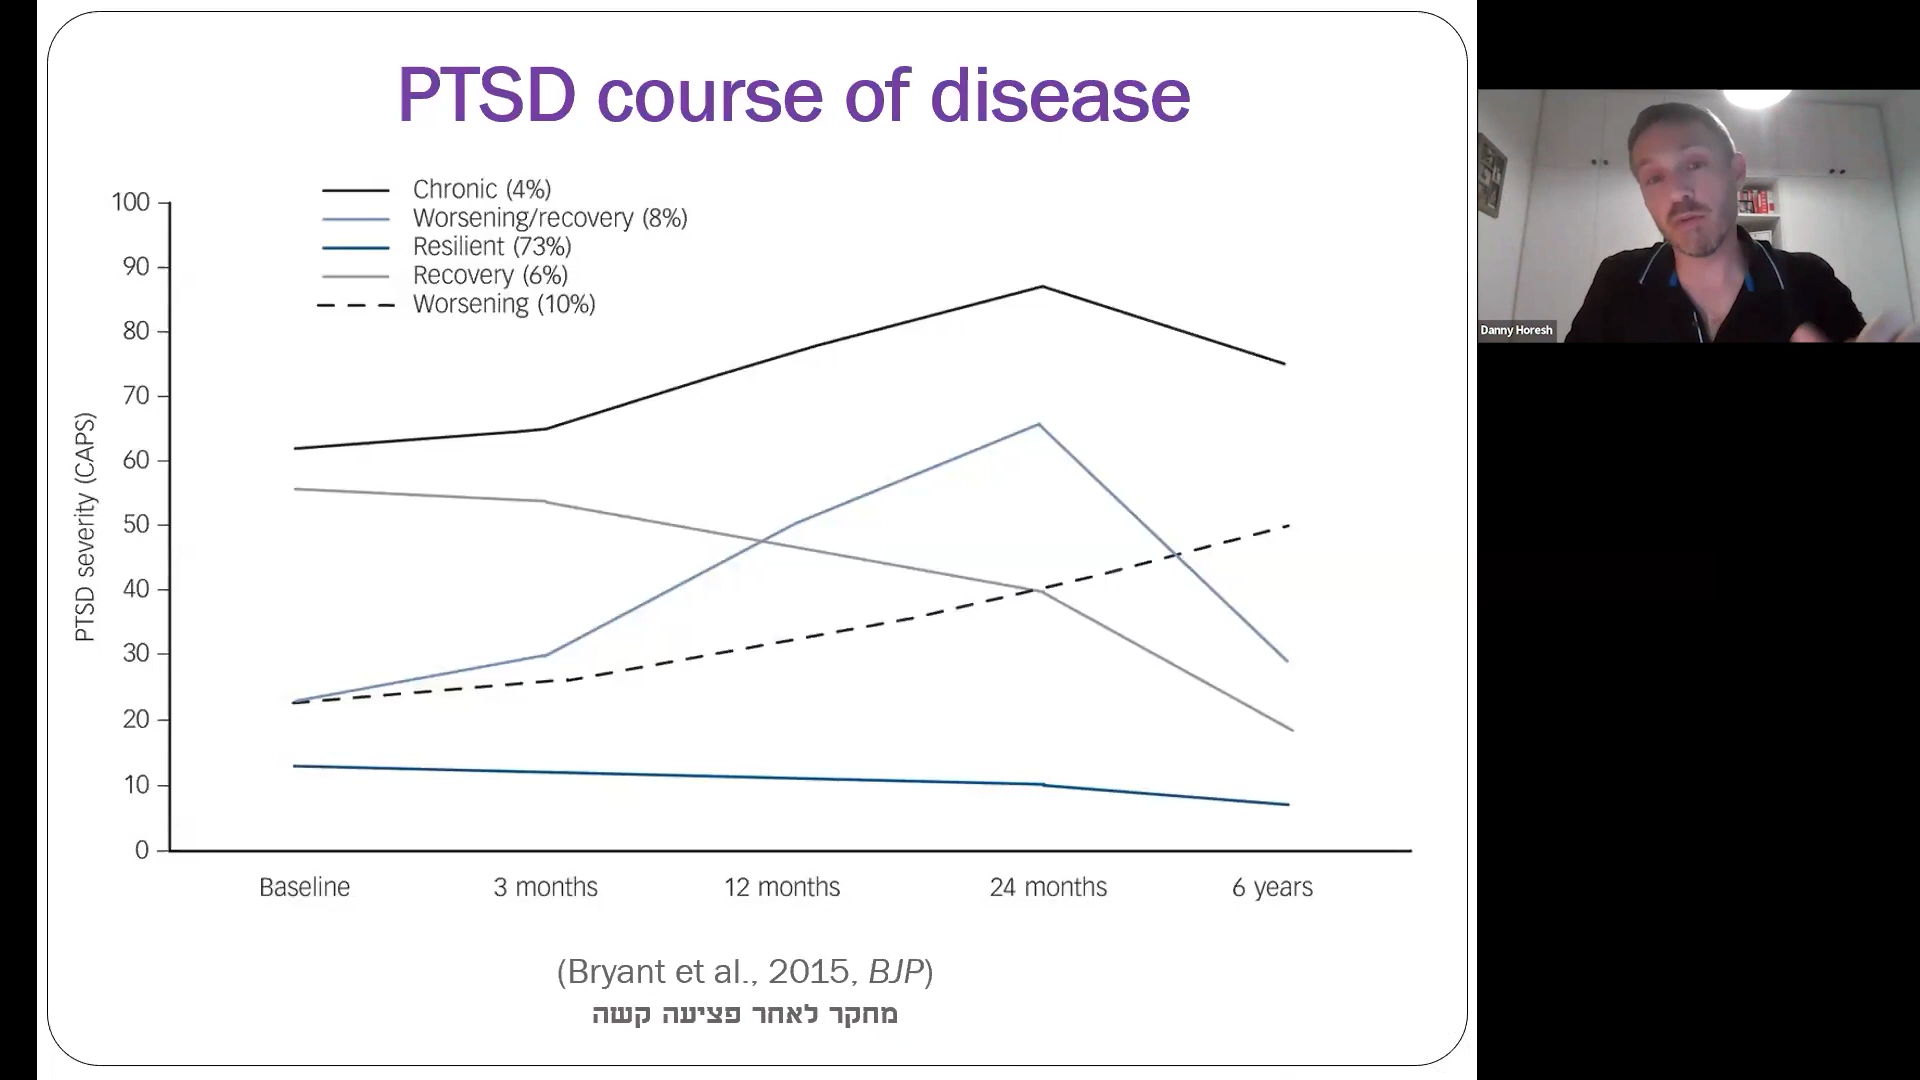 PTSD course of disease
Chronic (4%)
Worsening/recovery (8%)
Resilient (73%)
Recovery (6%)
Worsening (10%)
100
90
80
70
60
50
40
30
20
10
0
PTSD severity (CAPS)
Baseline 3 months 12 months 24 months 6 years
(Bryant et al., 2015, BJP)
מחקר לאחר פציעה קשה
Danny Horesh